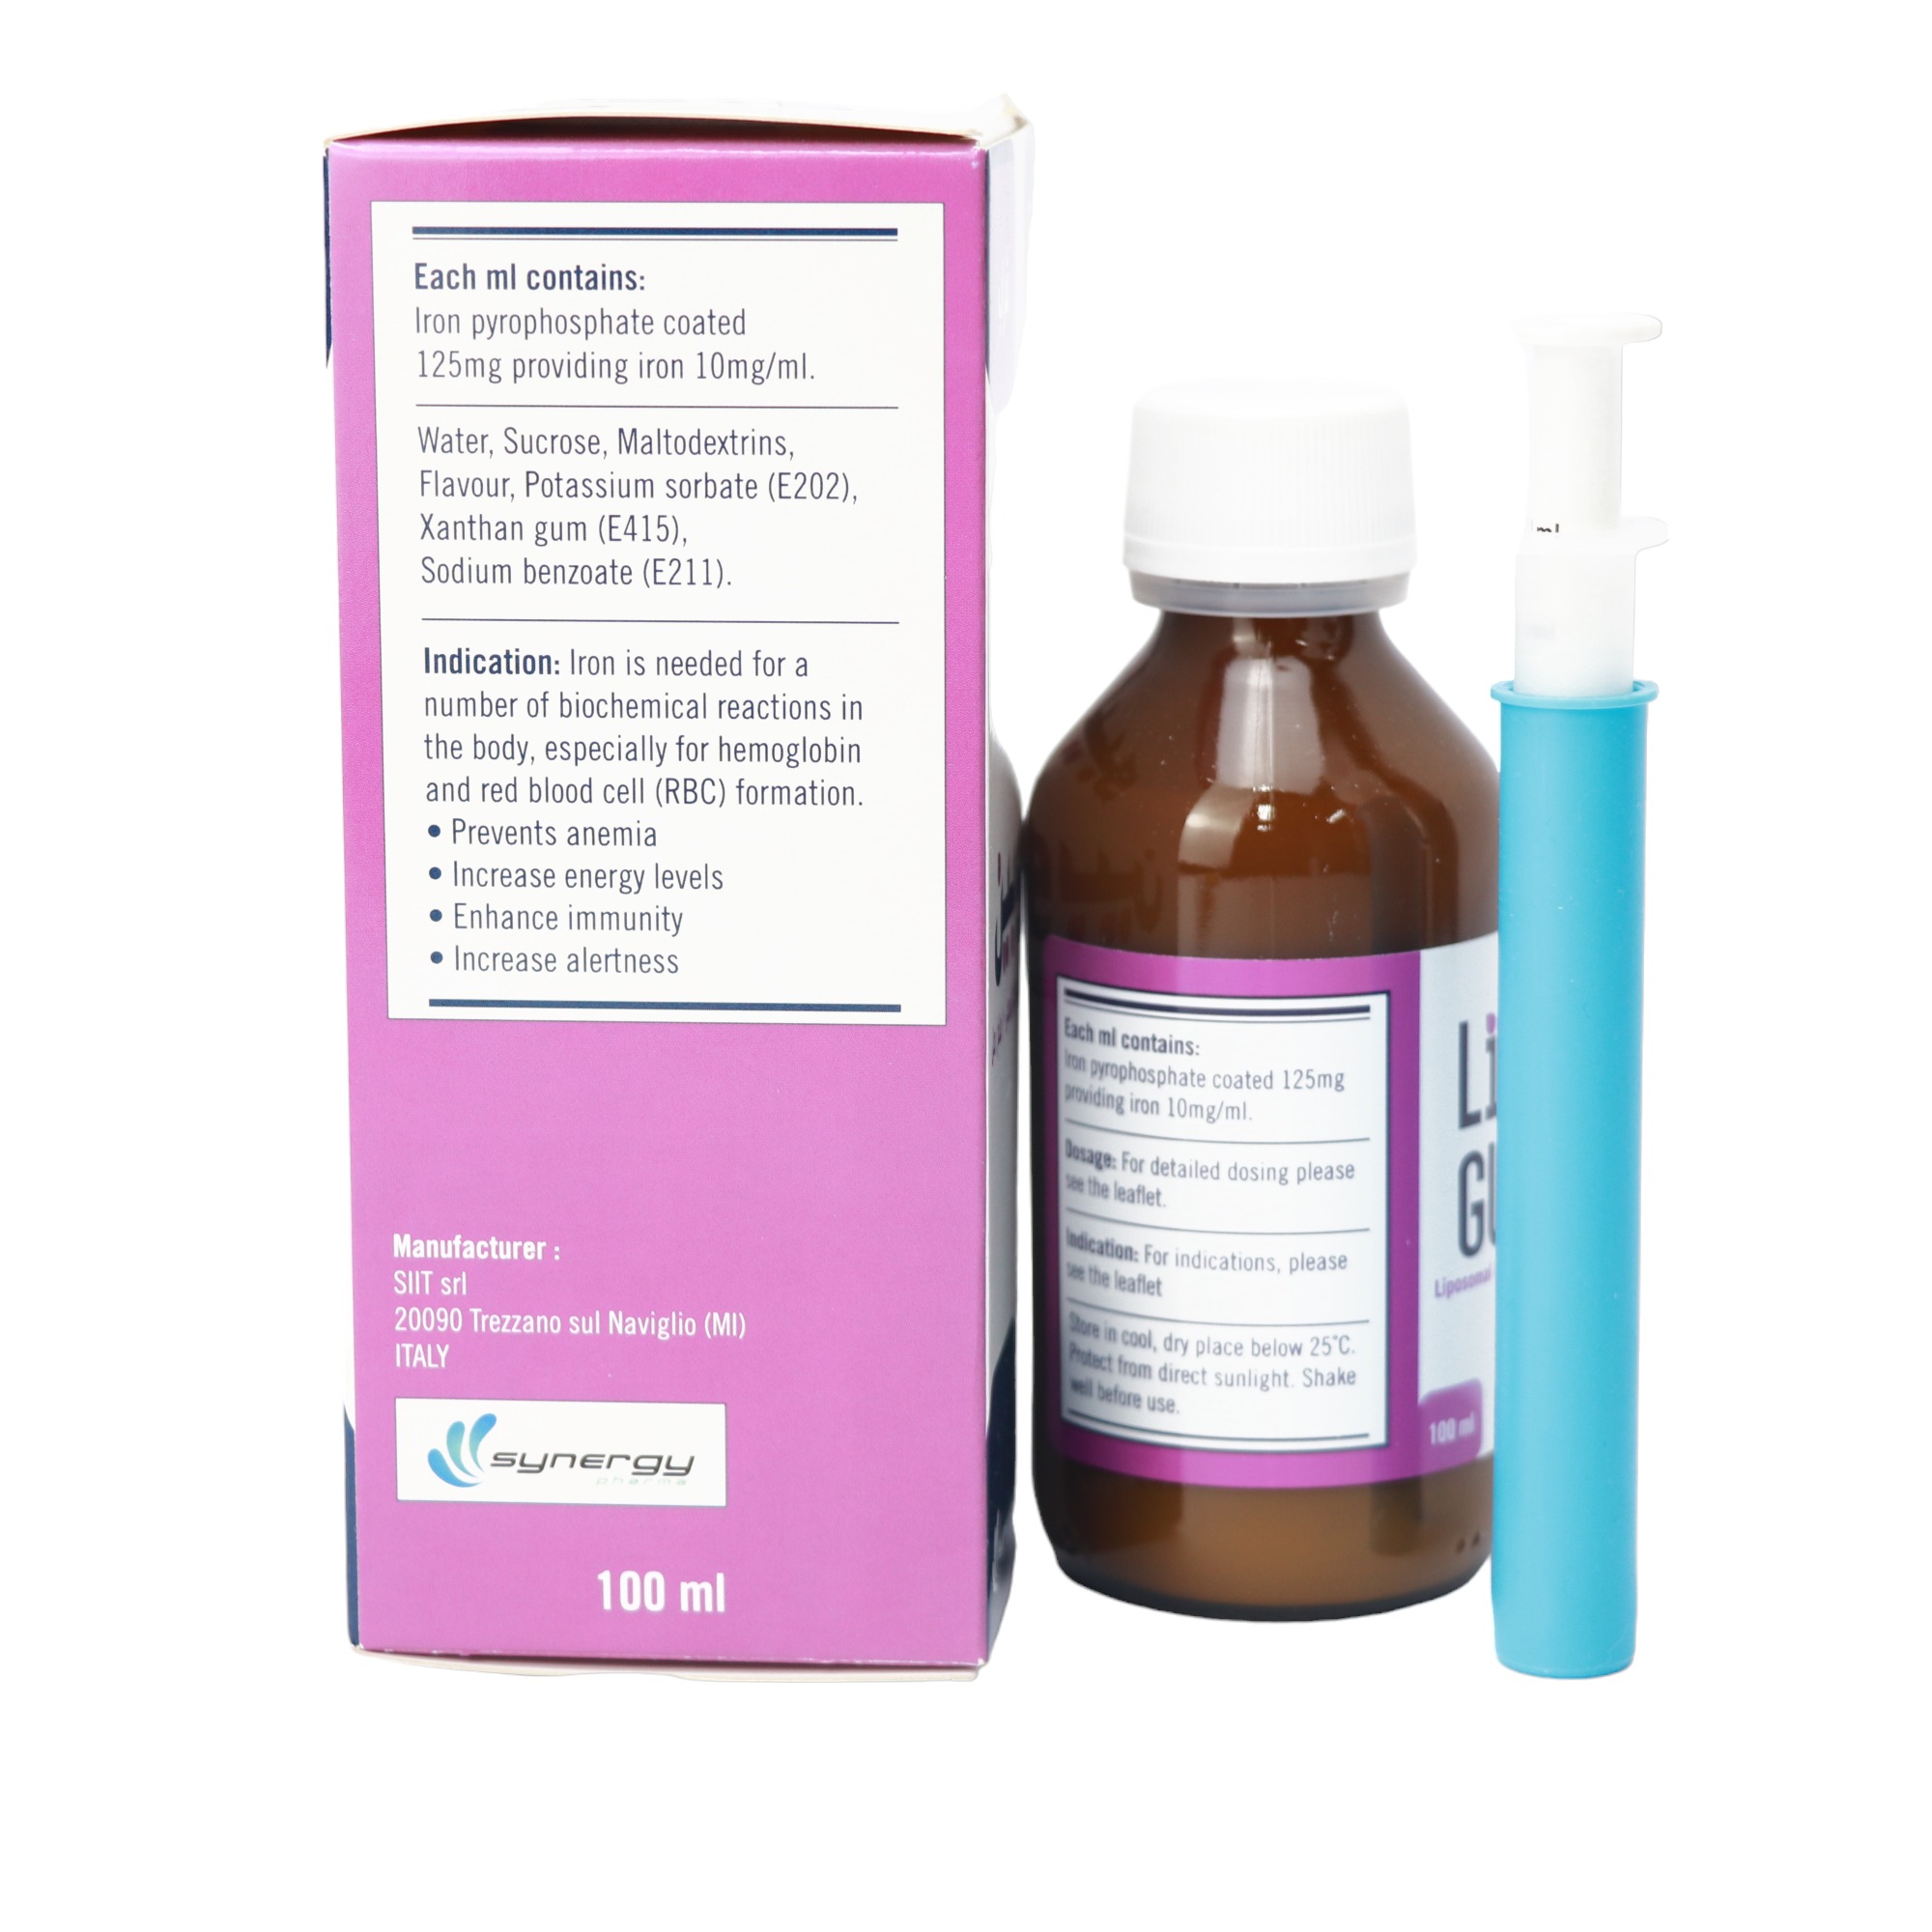 Each ml contains:
Iron pyrophosphate coated
125mg providing iron 10mg/ml.
Water, Sucrose, Maltodextrins,
Flavour, Potassium sorbate (E202),
Xanthan gum (E415),
Sodium benzoate (E211).
Indication: Iron is needed for a
number of biochemical reactions in
the body, especially for hemoglobin
and red blood cell (RBC) formation.
• Prevents anemia
• Increase energy levels
• Enhance immunity
• Increase alertness
Manufacturer :
SIIT srl
20090 Trezzano sul Naviglio (MI)
ITALY
synergy
pharma
100 ml
Each ml contains:
Iron pyrophosphate coated 125mg
providing iron 10mg/ml.
Dosage: For detailed dosing please
see the leaflet.
Indication: For indications, please
see the leaflet
Store in cool, dry place below 25°C.
Protect from direct sunlight. Shake
well before use.
Li
GU
Liposomal
100 ml
ml